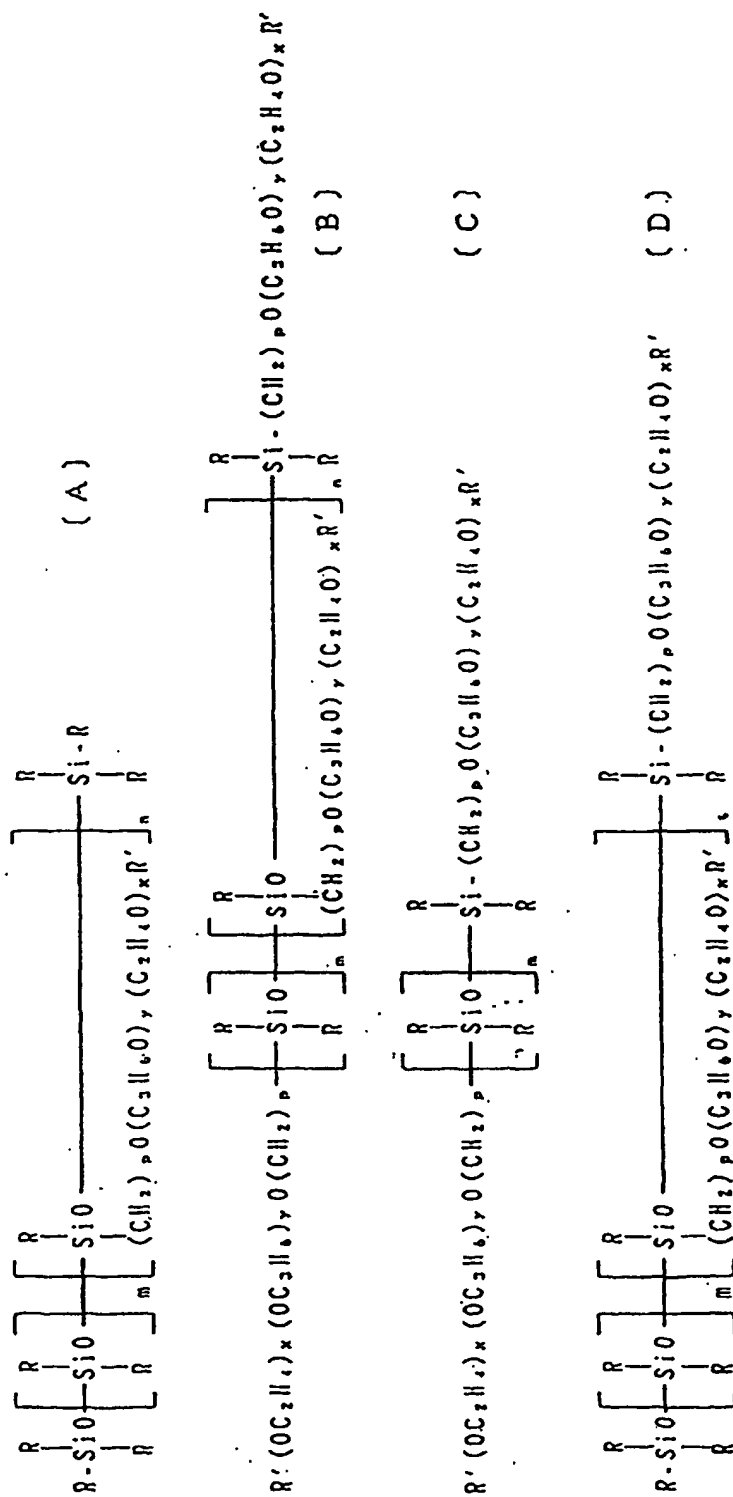 R R R R
R-SiO [SiO]m [SiO]n Si-R (A)
R R (CH₂)pO(C₃H₆O)y(C₂H₄O)xR' R
R R R
R'(OC₂H₄)x(OC₃H₆)yO(CH₂)p [SiO] [SiO]n Si-(CH₂)pO(C₃H₆O)y(C₂H₄O)xR'
R (CH₂)pO(C₃H₆O)y(C₂H₄O)xR' R
(B)
R R
R'(OC₂H₄)x(OC₃H₆)yO(CH₂)p [SiO] Si-(CH₂)pO(C₃H₆O)y(C₂H₄O)xR' (C)
R R
R R R R
R-SiO [SiO]m [SiO] Si-(CH₂)pO(C₃H₆O)y(C₂H₄O)xR' (D)
R R (CH₂)pO(C₃H₆O)y(C₂H₄O)xR' R